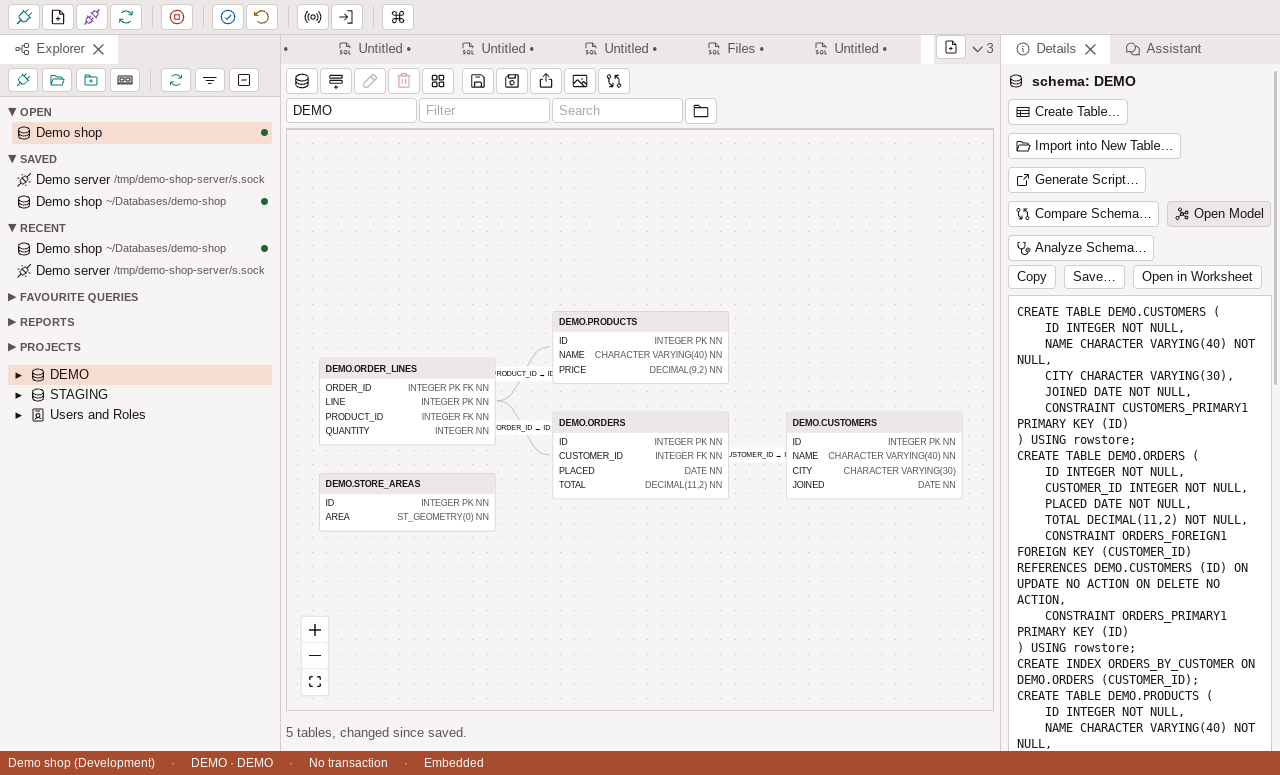 Explorer
• Untitled • Untitled • Untitled • Files • Untitled • 3
Details Assistant
OPEN
Demo shop
SAVED
Demo server /tmp/demo-shop-server/s.sock
Demo shop ~/Databases/demo-shop
RECENT
Demo shop ~/Databases/demo-shop
Demo server /tmp/demo-shop-server/s.sock
FAVOURITE QUERIES
REPORTS
PROJECTS
DEMO
STAGING
Users and Roles
DEMO Filter Search
DEMO.PRODUCTS
ID INTEGER PK NN
NAME CHARACTER VARYING(40) NN
PRICE DECIMAL(9,2) NN
DEMO.ORDER_LINES
ORDER_ID INTEGER PK FK NN
LINE INTEGER PK NN
PRODUCT_ID INTEGER FK NN
QUANTITY INTEGER NN
RODUCT_ID → ID
ORDER_ID → ID
DEMO.ORDERS
ID INTEGER PK NN
CUSTOMER_ID INTEGER FK NN
PLACED DATE NN
TOTAL DECIMAL(11,2) NN
USTOMER_ID →
DEMO.CUSTOMERS
ID INTEGER PK NN
NAME CHARACTER VARYING(40) NN
CITY CHARACTER VARYING(30)
JOINED DATE NN
DEMO.STORE_AREAS
ID INTEGER PK NN
AREA ST_GEOMETRY(0) NN
5 tables, changed since saved.
schema: DEMO
Create Table…
Import into New Table…
Generate Script…
Compare Schema… Open Model
Analyze Schema…
Copy Save… Open in Worksheet
CREATE TABLE DEMO.CUSTOMERS (
    ID INTEGER NOT NULL,
    NAME CHARACTER VARYING(40) NOT
NULL,
    CITY CHARACTER VARYING(30),
    JOINED DATE NOT NULL,
    CONSTRAINT CUSTOMERS_PRIMARY1
PRIMARY KEY (ID)
) USING rowstore;
CREATE TABLE DEMO.ORDERS (
    ID INTEGER NOT NULL,
    CUSTOMER_ID INTEGER NOT NULL,
    PLACED DATE NOT NULL,
    TOTAL DECIMAL(11,2) NOT NULL,
    CONSTRAINT ORDERS_FOREIGN1
FOREIGN KEY (CUSTOMER_ID)
REFERENCES DEMO.CUSTOMERS (ID) ON
UPDATE NO ACTION ON DELETE NO
ACTION,
    CONSTRAINT ORDERS_PRIMARY1
PRIMARY KEY (ID)
) USING rowstore;
CREATE INDEX ORDERS_BY_CUSTOMER ON
DEMO.ORDERS (CUSTOMER_ID);
CREATE TABLE DEMO.PRODUCTS (
    ID INTEGER NOT NULL,
    NAME CHARACTER VARYING(40) NOT
NULL,
Demo shop (Development) · DEMO · DEMO · No transaction · Embedded